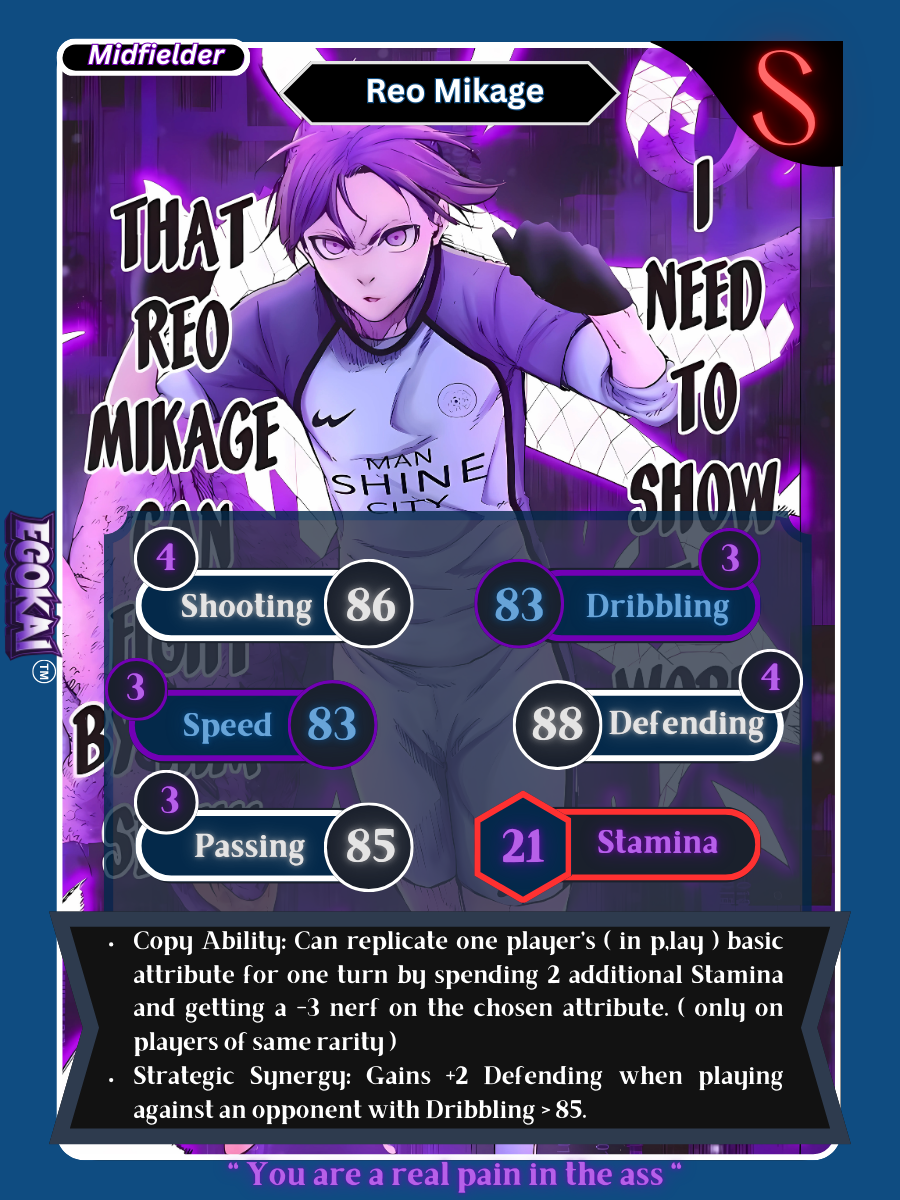 Midfielder
Reo Mikage
S
THAT
REO
MIKAGE
CAN
I
NEED
TO
SHOW
MAN
SHINE
CITY
EGOKAI
TM
4
Shooting 86
3
83 Dribbling
3
Speed 83
4
88 Defending
3
Passing 85
21 Stamina
B
• Copy Ability: Can replicate one player's ( in p,lay ) basic
attribute for one turn by spending 2 additional Stamina
and getting a -3 nerf on the chosen attribute. ( only on
players of same rarity )
• Strategic Synergy: Gains +2 Defending when playing
against an opponent with Dribbling > 85.
“ You are a real pain in the ass “